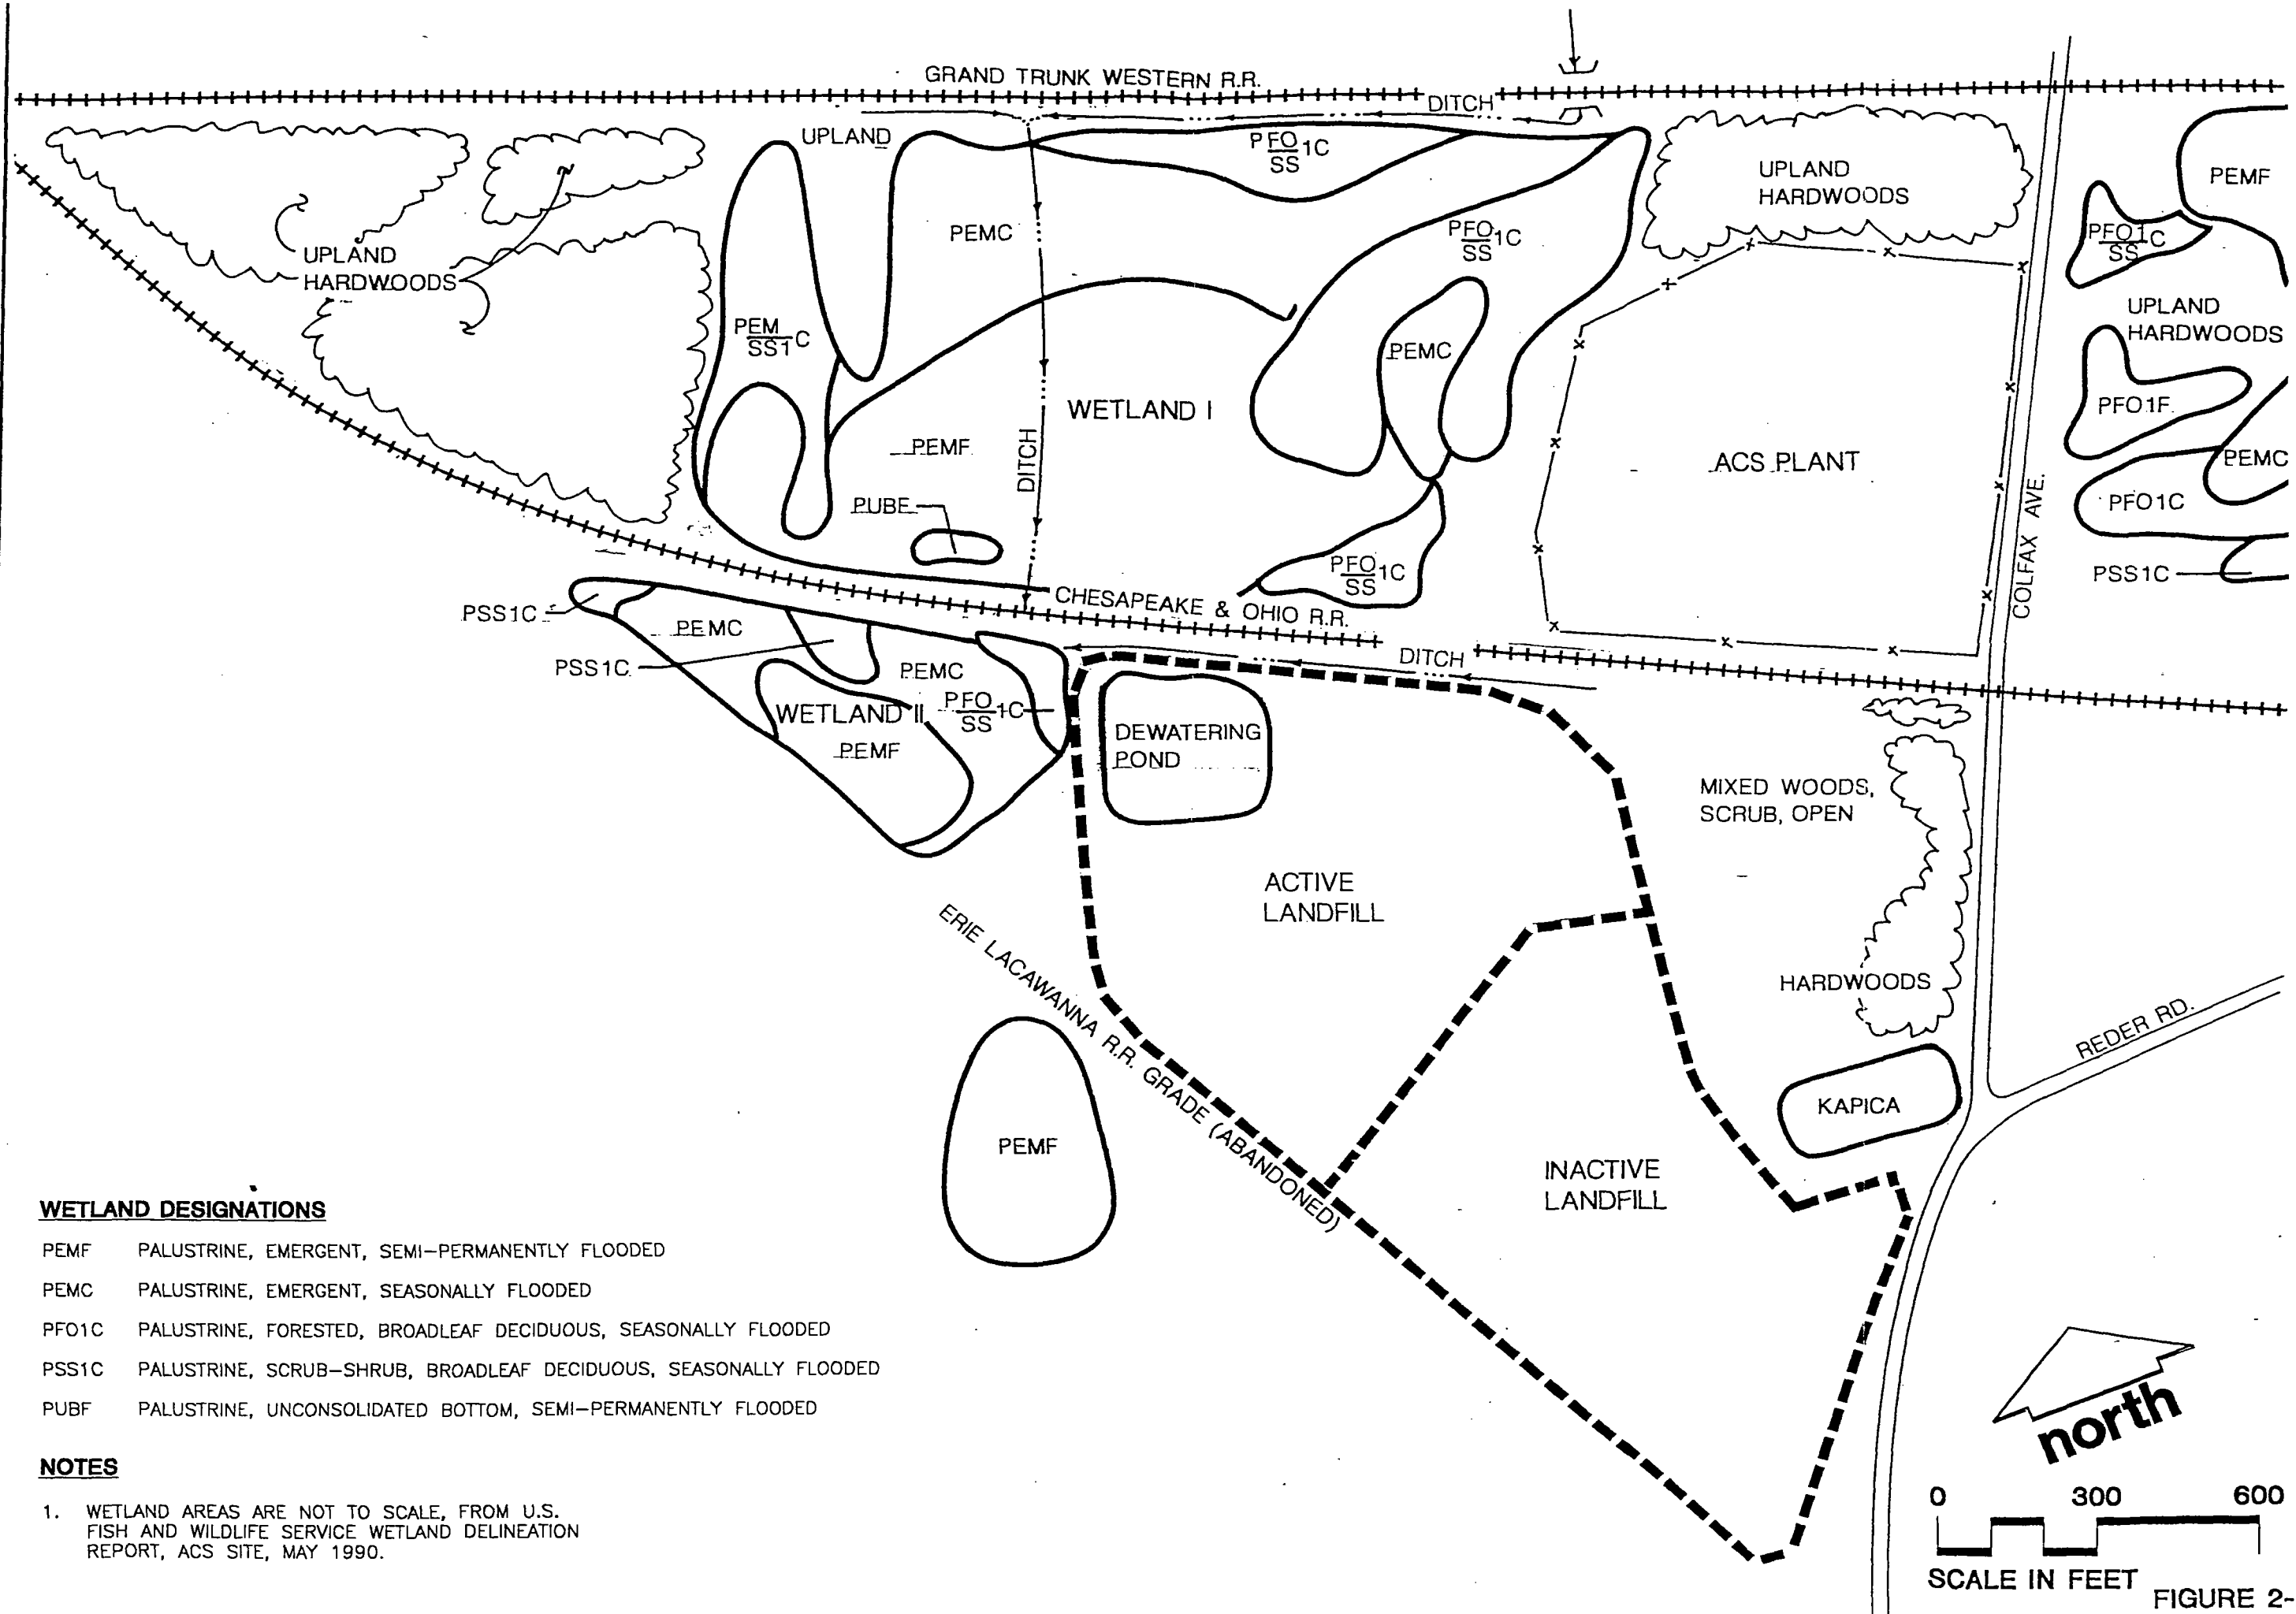 GRAND TRUNK WESTERN R.R.
DITCH
UPLAND
PFO/SS 1C
UPLAND
HARDWOODS
PEMF
PEMC
PFO/SS 1C
PFO1/SS C
UPLAND
HARDWOODS
UPLAND
HARDWOODS
PEM/SS1 C
PEMC
WETLAND I
PFO1F
PEMF
DITCH
ACS PLANT
PEMC
PUBF
PFO1C
COLFAX AVE.
PFO/SS 1C
PSS1C
CHESAPEAKE & OHIO R.R.
PSS1C
PEMC
DITCH
PSS1C
PEMC
PFO/SS 1C
WETLAND II
PEMF
DEWATERING
POND
MIXED WOODS,
SCRUB, OPEN
ACTIVE
LANDFILL
ERIE LACAWANNA R.R. GRADE (ABANDONED)
HARDWOODS
REDER RD.
KAPICA
PEMF
INACTIVE
LANDFILL
WETLAND DESIGNATIONS
PEMF PALUSTRINE, EMERGENT, SEMI-PERMANENTLY FLOODED
PEMC PALUSTRINE, EMERGENT, SEASONALLY FLOODED
PFO1C PALUSTRINE, FORESTED, BROADLEAF DECIDUOUS, SEASONALLY FLOODED
PSS1C PALUSTRINE, SCRUB-SHRUB, BROADLEAF DECIDUOUS, SEASONALLY FLOODED
PUBF PALUSTRINE, UNCONSOLIDATED BOTTOM, SEMI-PERMANENTLY FLOODED
NOTES
1. WETLAND AREAS ARE NOT TO SCALE, FROM U.S.
FISH AND WILDLIFE SERVICE WETLAND DELINEATION
REPORT, ACS SITE, MAY 1990.
north
0 300 600
SCALE IN FEET
FIGURE 2-